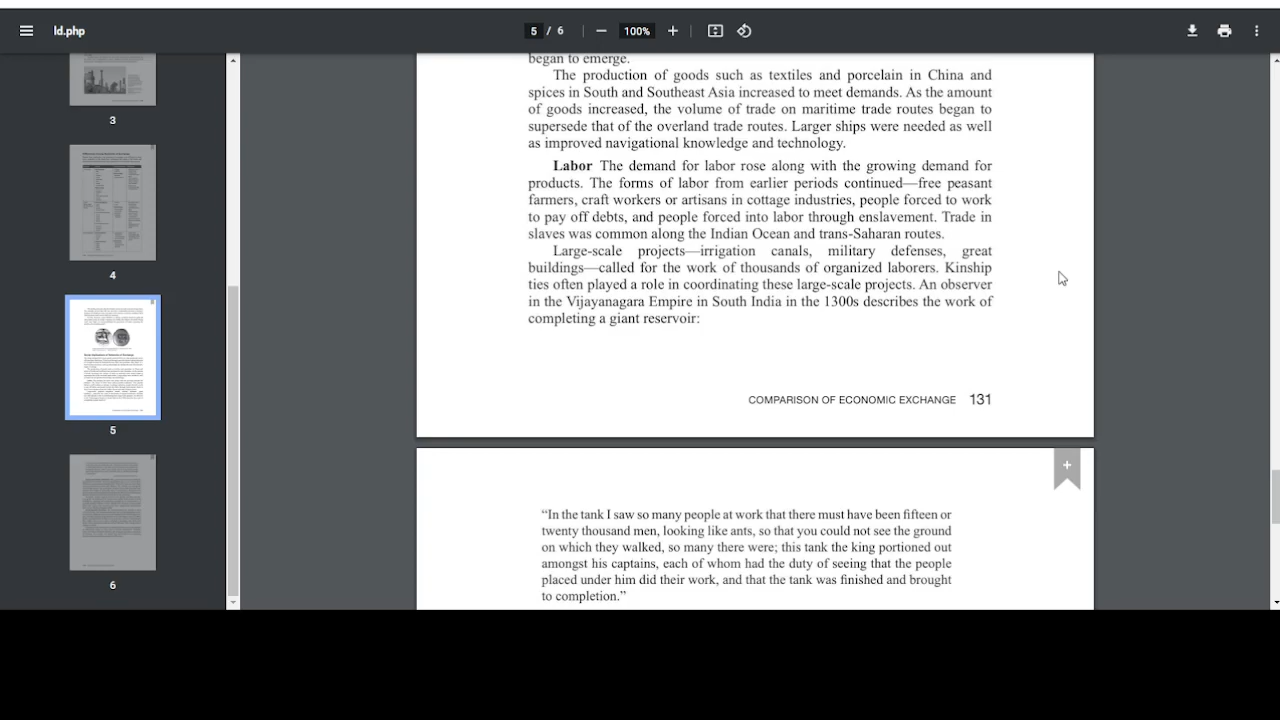 ld.php
5 / 6
100%
began to emerge.
The production of goods such as textiles and porcelain in China and
spices in South and Southeast Asia increased to meet demands. As the amount
of goods increased, the volume of trade on maritime trade routes began to
supersede that of the overland trade routes. Larger ships were needed as well
as improved navigational knowledge and technology.
Labor The demand for labor rose along with the growing demand for
products. The forms of labor from earlier periods continued—free peasant
farmers, craft workers or artisans in cottage industries, people forced to work
to pay off debts, and people forced into labor through enslavement. Trade in
slaves was common along the Indian Ocean and trans-Saharan routes.
Large-scale projects—irrigation canals, military defenses, great
buildings—called for the work of thousands of organized laborers. Kinship
ties often played a role in coordinating these large-scale projects. An observer
in the Vijayanagara Empire in South India in the 1300s describes the work of
completing a giant reservoir:
COMPARISON OF ECONOMIC EXCHANGE 131
“In the tank I saw so many people at work that there must have been fifteen or
twenty thousand men, looking like ants, so that you could not see the ground
on which they walked, so many there were; this tank the king portioned out
amongst his captains, each of whom had the duty of seeing that the people
placed under him did their work, and that the tank was finished and brought
to completion.”
3
4
5
6